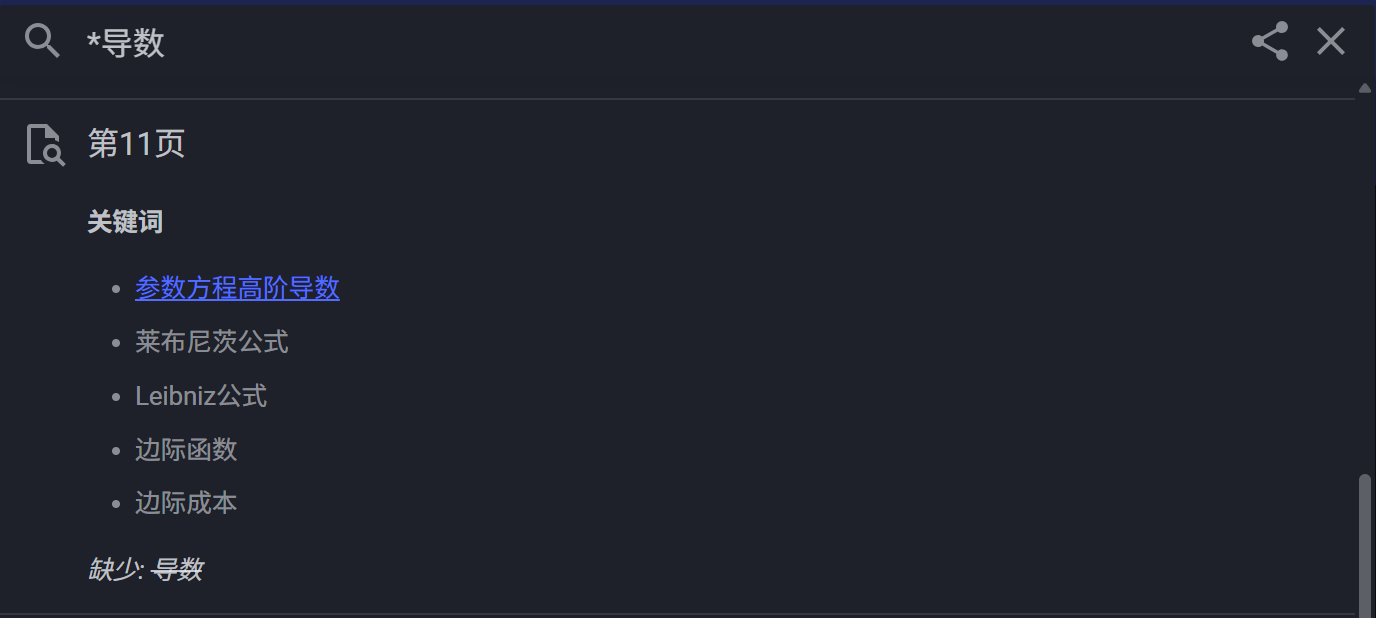 *导数
第11页
关键词
参数方程高阶导数
莱布尼茨公式
Leibniz公式
边际函数
边际成本
缺少: 导数